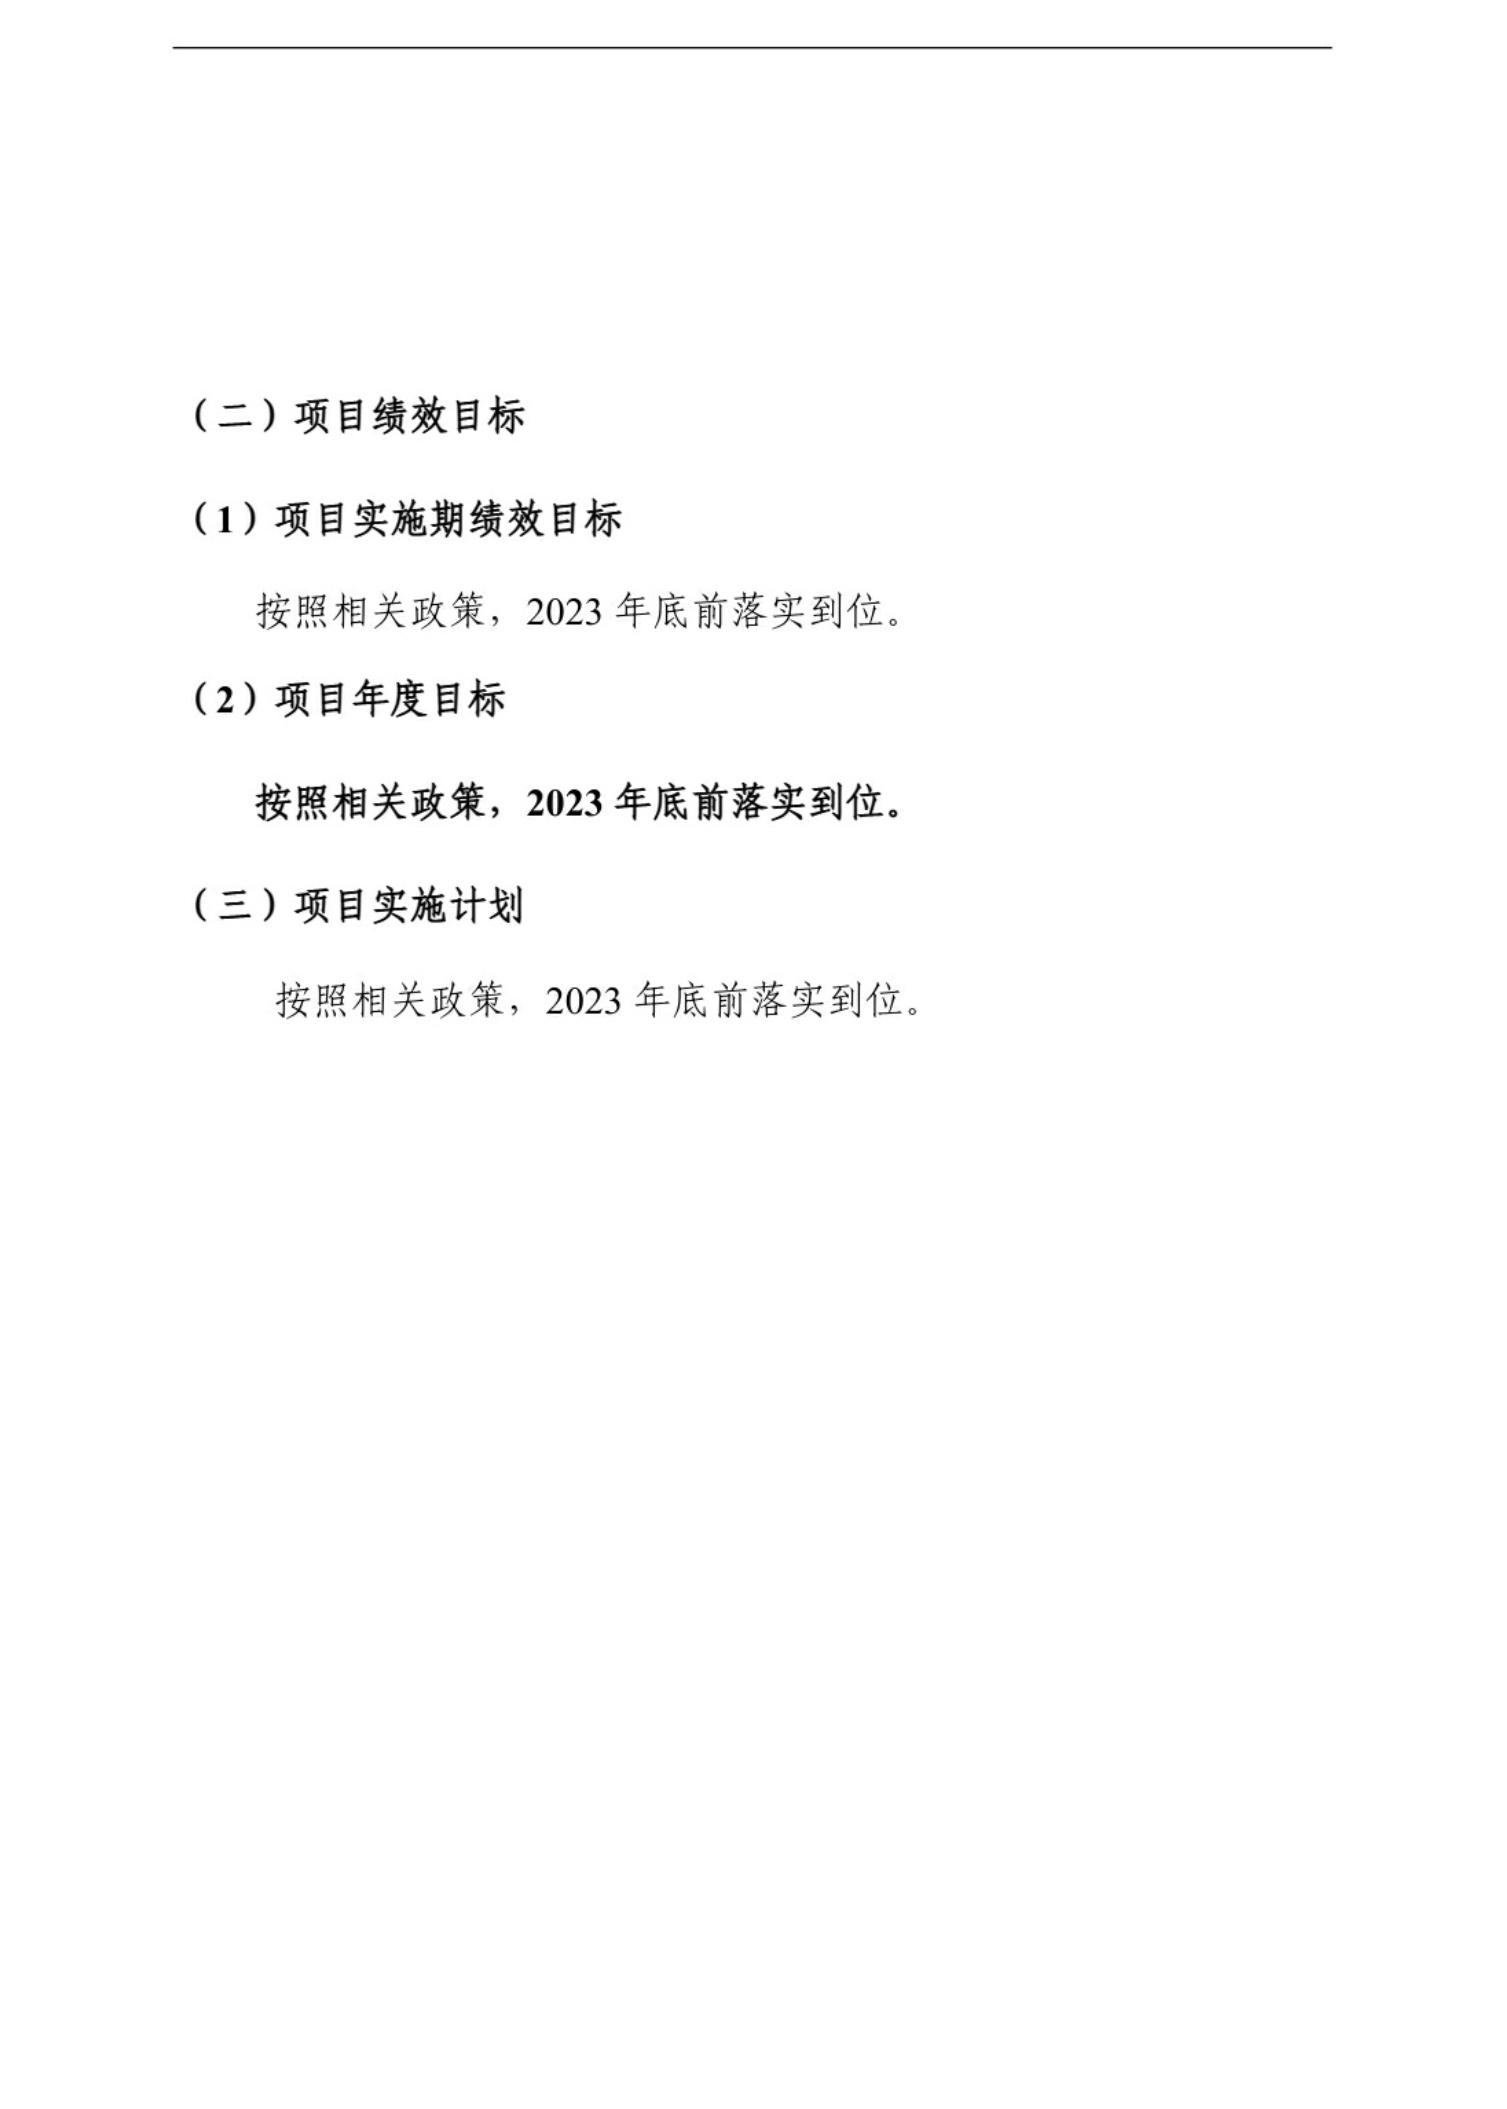 （二）项目绩效目标
（1）项目实施期绩效目标
按照相关政策，2023 年底前落实到位。
（2）项目年度目标
按照相关政策，2023 年底前落实到位。
（三）项目实施计划
按照相关政策，2023 年底前落实到位。